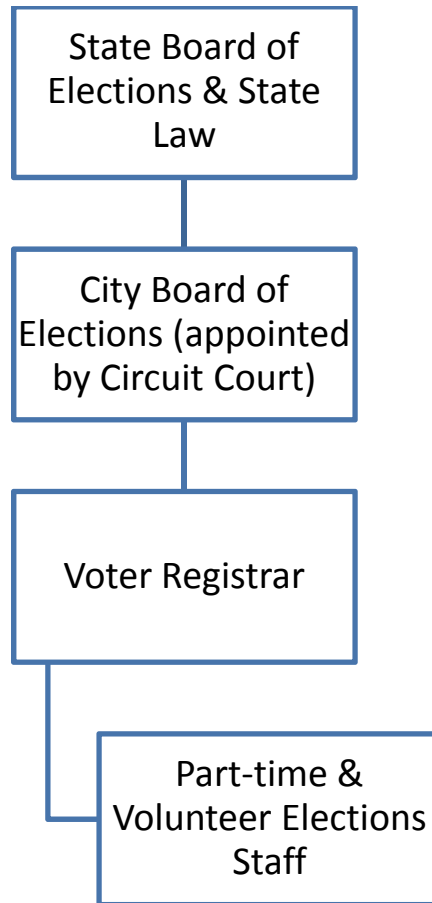 State Board of
Elections & State
Law
City Board of
Elections (appointed
by Circuit Court)
Voter Registrar
Part-time &
Volunteer Elections
Staff